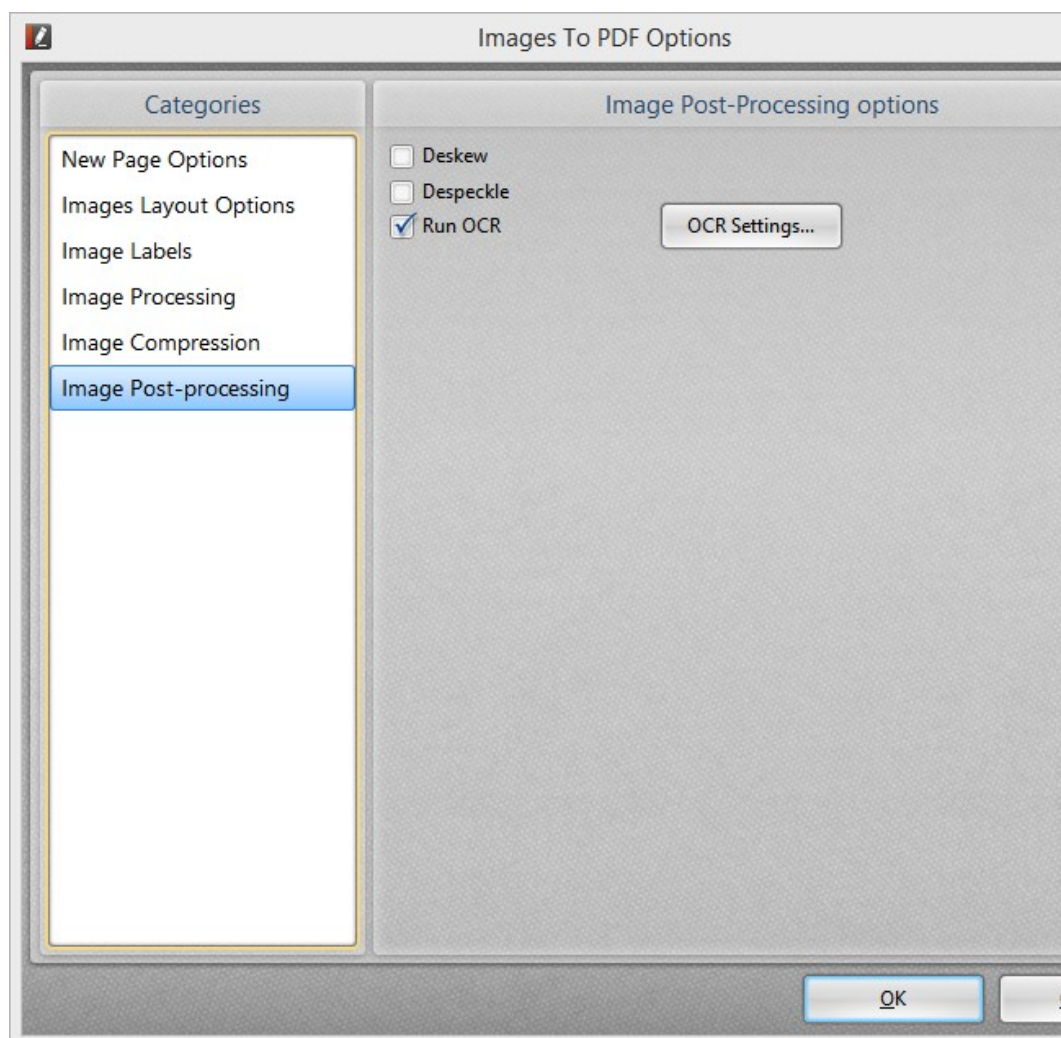 Images To PDF Options
Categories
New Page Options
Images Layout Options
Image Labels
Image Processing
Image Compression
Image Post-processing
Image Post-Processing options
Deskew
Despeckle
Run OCR
OCR Settings...
OK